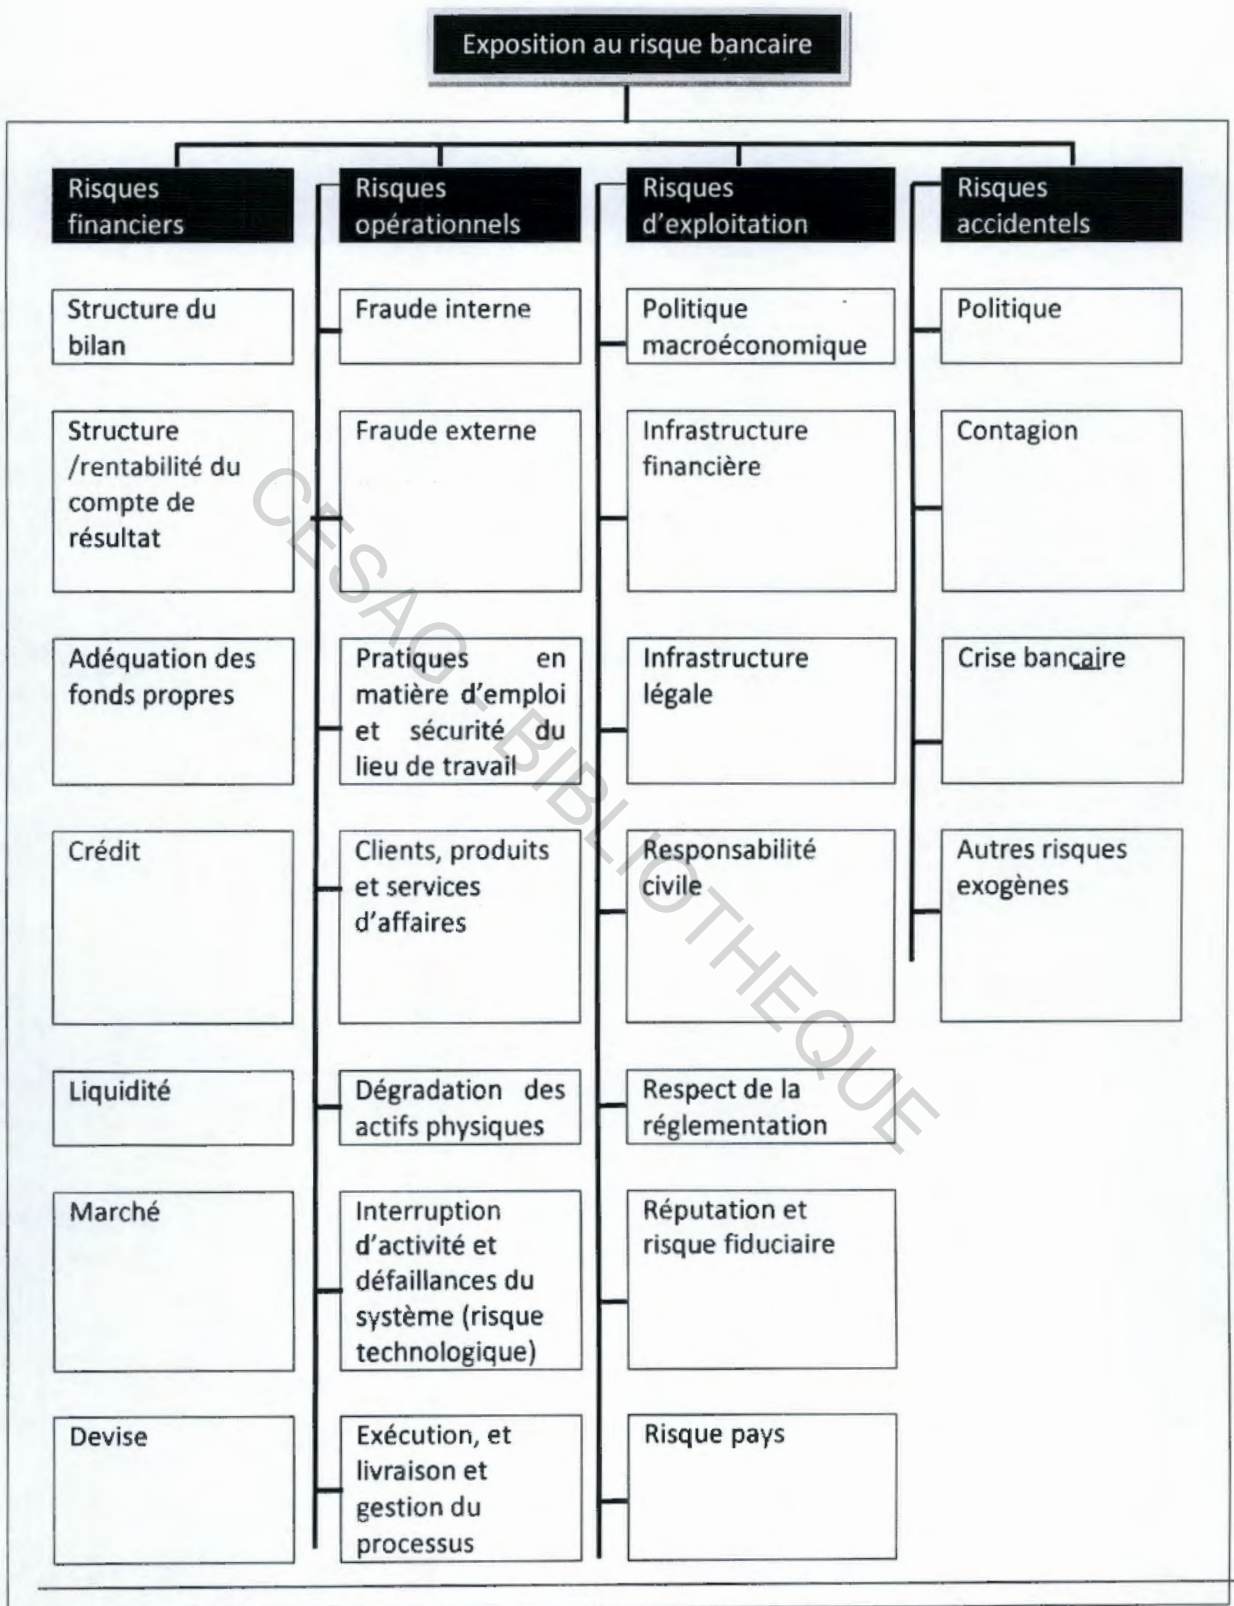 Exposition au risque bancaire
Risques
financiers
Risques
opérationnels
Risques
d'exploitation
Risques
accidentels
Structure du
bilan
Fraude interne
Politique
macroéconomique
Politique
Structure
/rentabilité du
compte de
résultat
Fraude externe
Infrastructure
financière
Contagion
Adéquation des
fonds propres
Pratiques en
matière d'emploi
et sécurité du
lieu de travail
Infrastructure
légale
Crise bancaire
Crédit
Clients, produits
et services
d'affaires
Responsabilité
civile
Autres risques
exogènes
Liquidité
Dégradation des
actifs physiques
Respect de la
réglementation
Marché
Interruption
d'activité et
défaillances du
système (risque
technologique)
Réputation et
risque fiduciaire
Devise
Exécution, et
livraison et
gestion du
processus
Risque pays
CESAG - BIBLIOTHEQUE